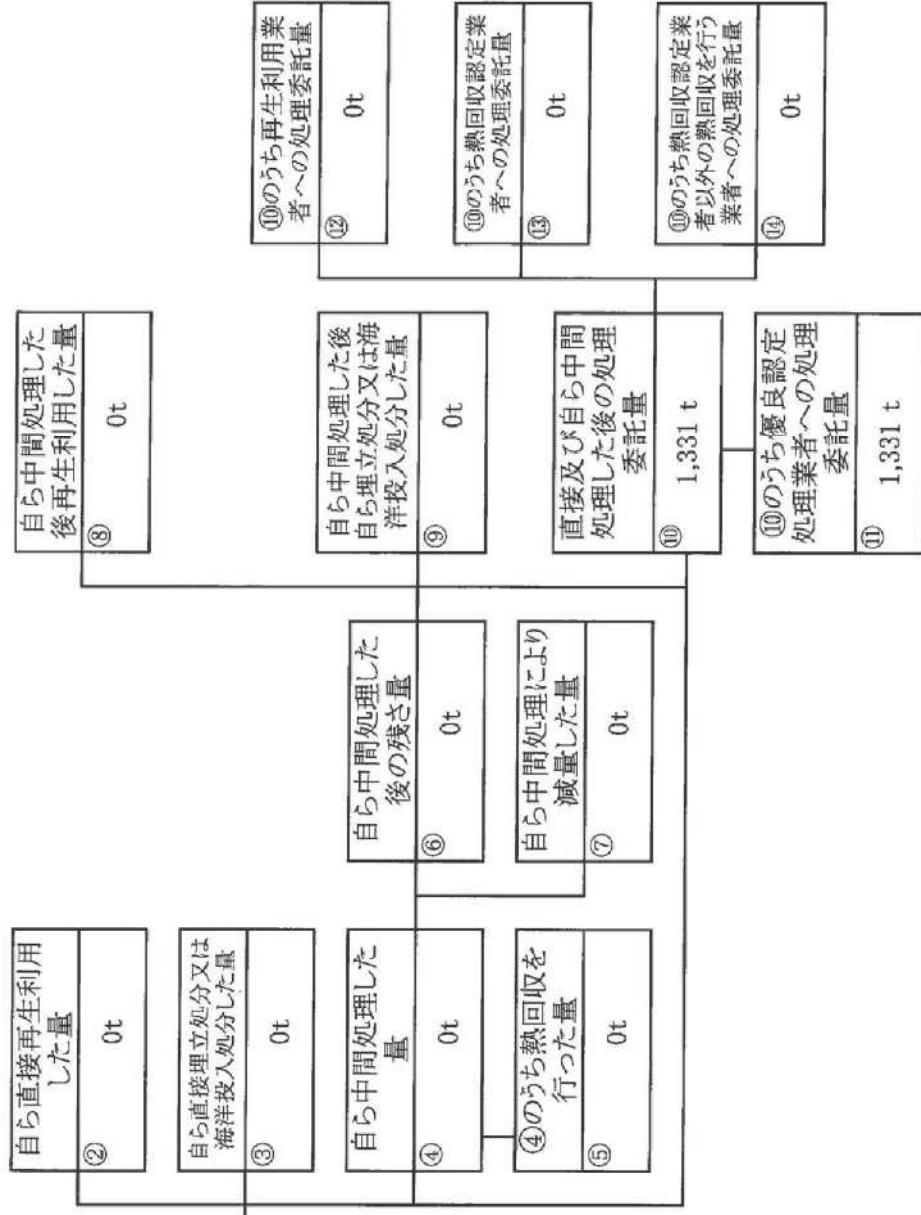 自ら直接再生利用
した量
②
0t
自ら直接埋立処分又は
海洋投入処分した量
③
0t
自ら中間処理した
量
④
0t
④のうち熱回収を
行った量
⑤
0t
自ら中間処理した
後の残さ量
⑥
0t
自ら中間処理により
減量した量
⑦
0t
自ら中間処理した
後再生利用した量
⑧
0t
自ら中間処理した後
自ら埋立処分又は海
洋投入処分した量
⑨
0t
直接及び自ら中間
処理した後の処理
委託量
⑩
1,331 t
⑩のうち優良認定
処理業者への処理
委託量
⑪
1,331 t
⑩のうち再生利用業
者への処理委託量
⑫
0t
⑩のうち熱回収認定業
者への処理委託量
⑬
0t
⑩のうち熱回収認定業
者以外の熱回収を行う
業者への処理委託量
⑭
0t